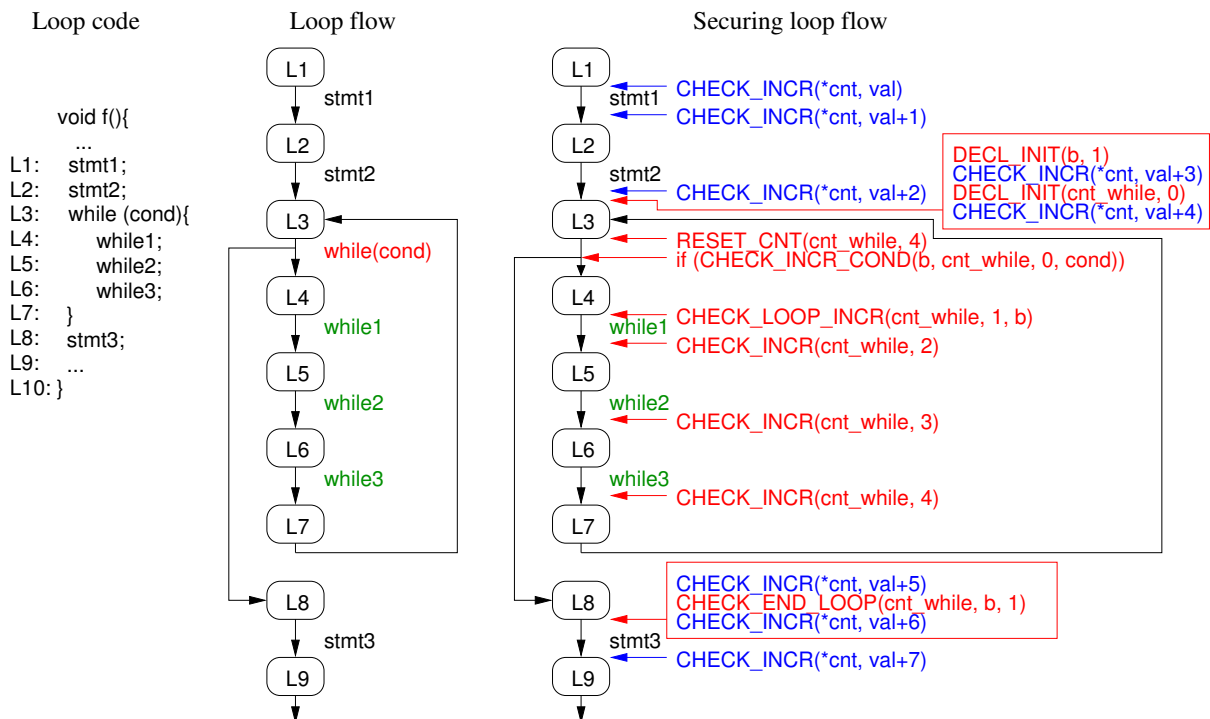 Loop code
void f(){
...
L1: stmt1;
L2: stmt2;
L3: while (cond){
L4: while1;
L5: while2;
L6: while3;
L7: }
L8: stmt3;
L9: ...
L10: }
Loop flow
L1
stmt1
L2
stmt2
L3
while(cond)
L4
while1
L5
while2
L6
while3
L7
L8
stmt3
L9
Securing loop flow
L1
CHECK_INCR(*cnt, val)
stmt1
CHECK_INCR(*cnt, val+1)
L2
stmt2
CHECK_INCR(*cnt, val+2)
DECL_INIT(b, 1)
CHECK_INCR(*cnt, val+3)
DECL_INIT(cnt_while, 0)
CHECK_INCR(*cnt, val+4)
L3
RESET_CNT(cnt_while, 4)
if (CHECK_INCR_COND(b, cnt_while, 0, cond))
L4
CHECK_LOOP_INCR(cnt_while, 1, b)
while1
CHECK_INCR(cnt_while, 2)
L5
while2
CHECK_INCR(cnt_while, 3)
L6
while3
CHECK_INCR(cnt_while, 4)
L7
L8
CHECK_INCR(*cnt, val+5)
CHECK_END_LOOP(cnt_while, b, 1)
CHECK_INCR(*cnt, val+6)
stmt3
CHECK_INCR(*cnt, val+7)
L9